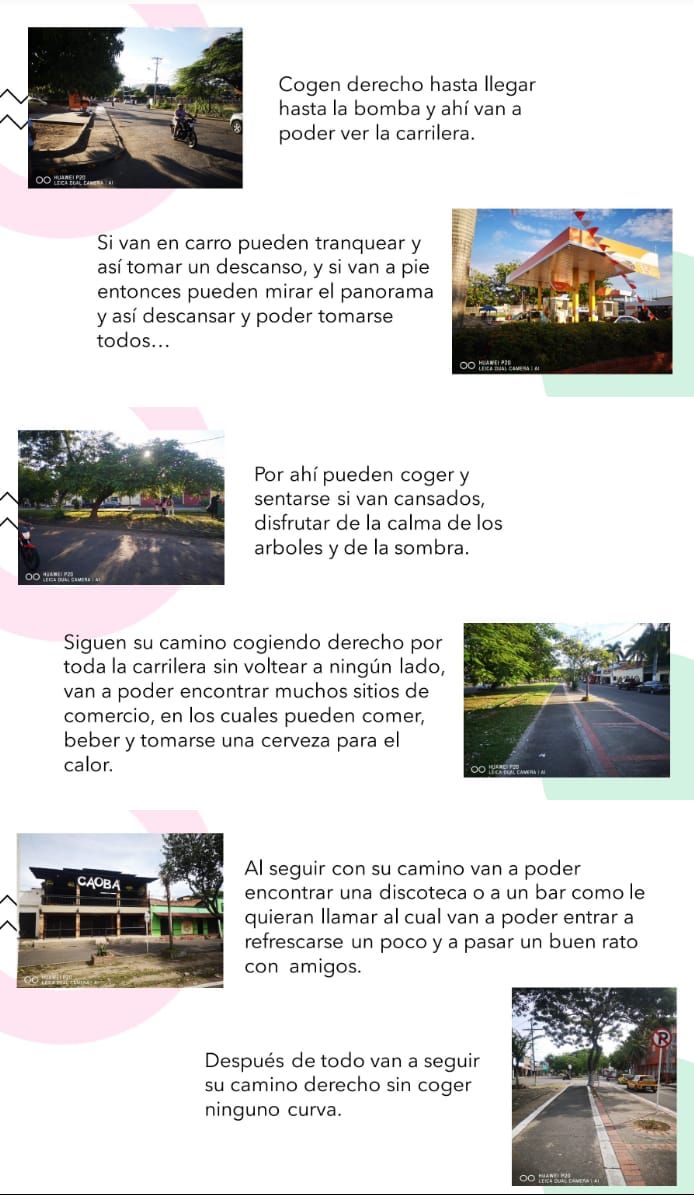 Cogen derecho hasta llegar
hasta la bomba y ahí van a
poder ver la carrilera.
HUAWEI P20
LEICA DUAL CAMERA | AI
Si van en carro pueden tranquear y
así tomar un descanso, y si van a pie
entonces pueden mirar el panorama
y así descansar y poder tomarse
todos...
HUAWEI P20
LEICA DUAL CAMERA | AI
Por ahí pueden coger y
sentarse si van cansados,
disfrutar de la calma de los
arboles y de la sombra.
HUAWEI P20
LEICA DUAL CAMERA | AI
Siguen su camino cogiendo derecho por
toda la carrilera sin voltear a ningún lado,
van a poder encontrar muchos sitios de
comercio, en los cuales pueden comer,
beber y tomarse una cerveza para el
calor.
HUAWEI P20
LEICA DUAL CAMERA | AI
CAOBA
Al seguir con su camino van a poder
encontrar una discoteca o a un bar como le
quieran llamar al cual van a poder entrar a
refrescarse un poco y a pasar un buen rato
con amigos.
HUAWEI P20
LEICA DUAL CAMERA | AI
R
Después de todo van a seguir
su camino derecho sin coger
ninguno curva.
HUAWEI P20
LEICA DUAL CAMERA | AI